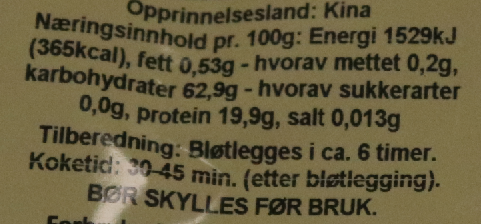 Opprinnelsesland: Kina
Næringsinnhold pr. 100g: Energi 1529kJ
(365kcal), fett 0,53g - hvorav mettet 0,2g,
karbohydrater 62,9g - hvorav sukkerarter
0,0g, protein 19,9g, salt 0,013g
Tilberedning: Bløtlegges i ca. 6 timer.
Koketid: 30-45 min. (etter bløtlegging).
BØR SKYLLES FØR BRUK.